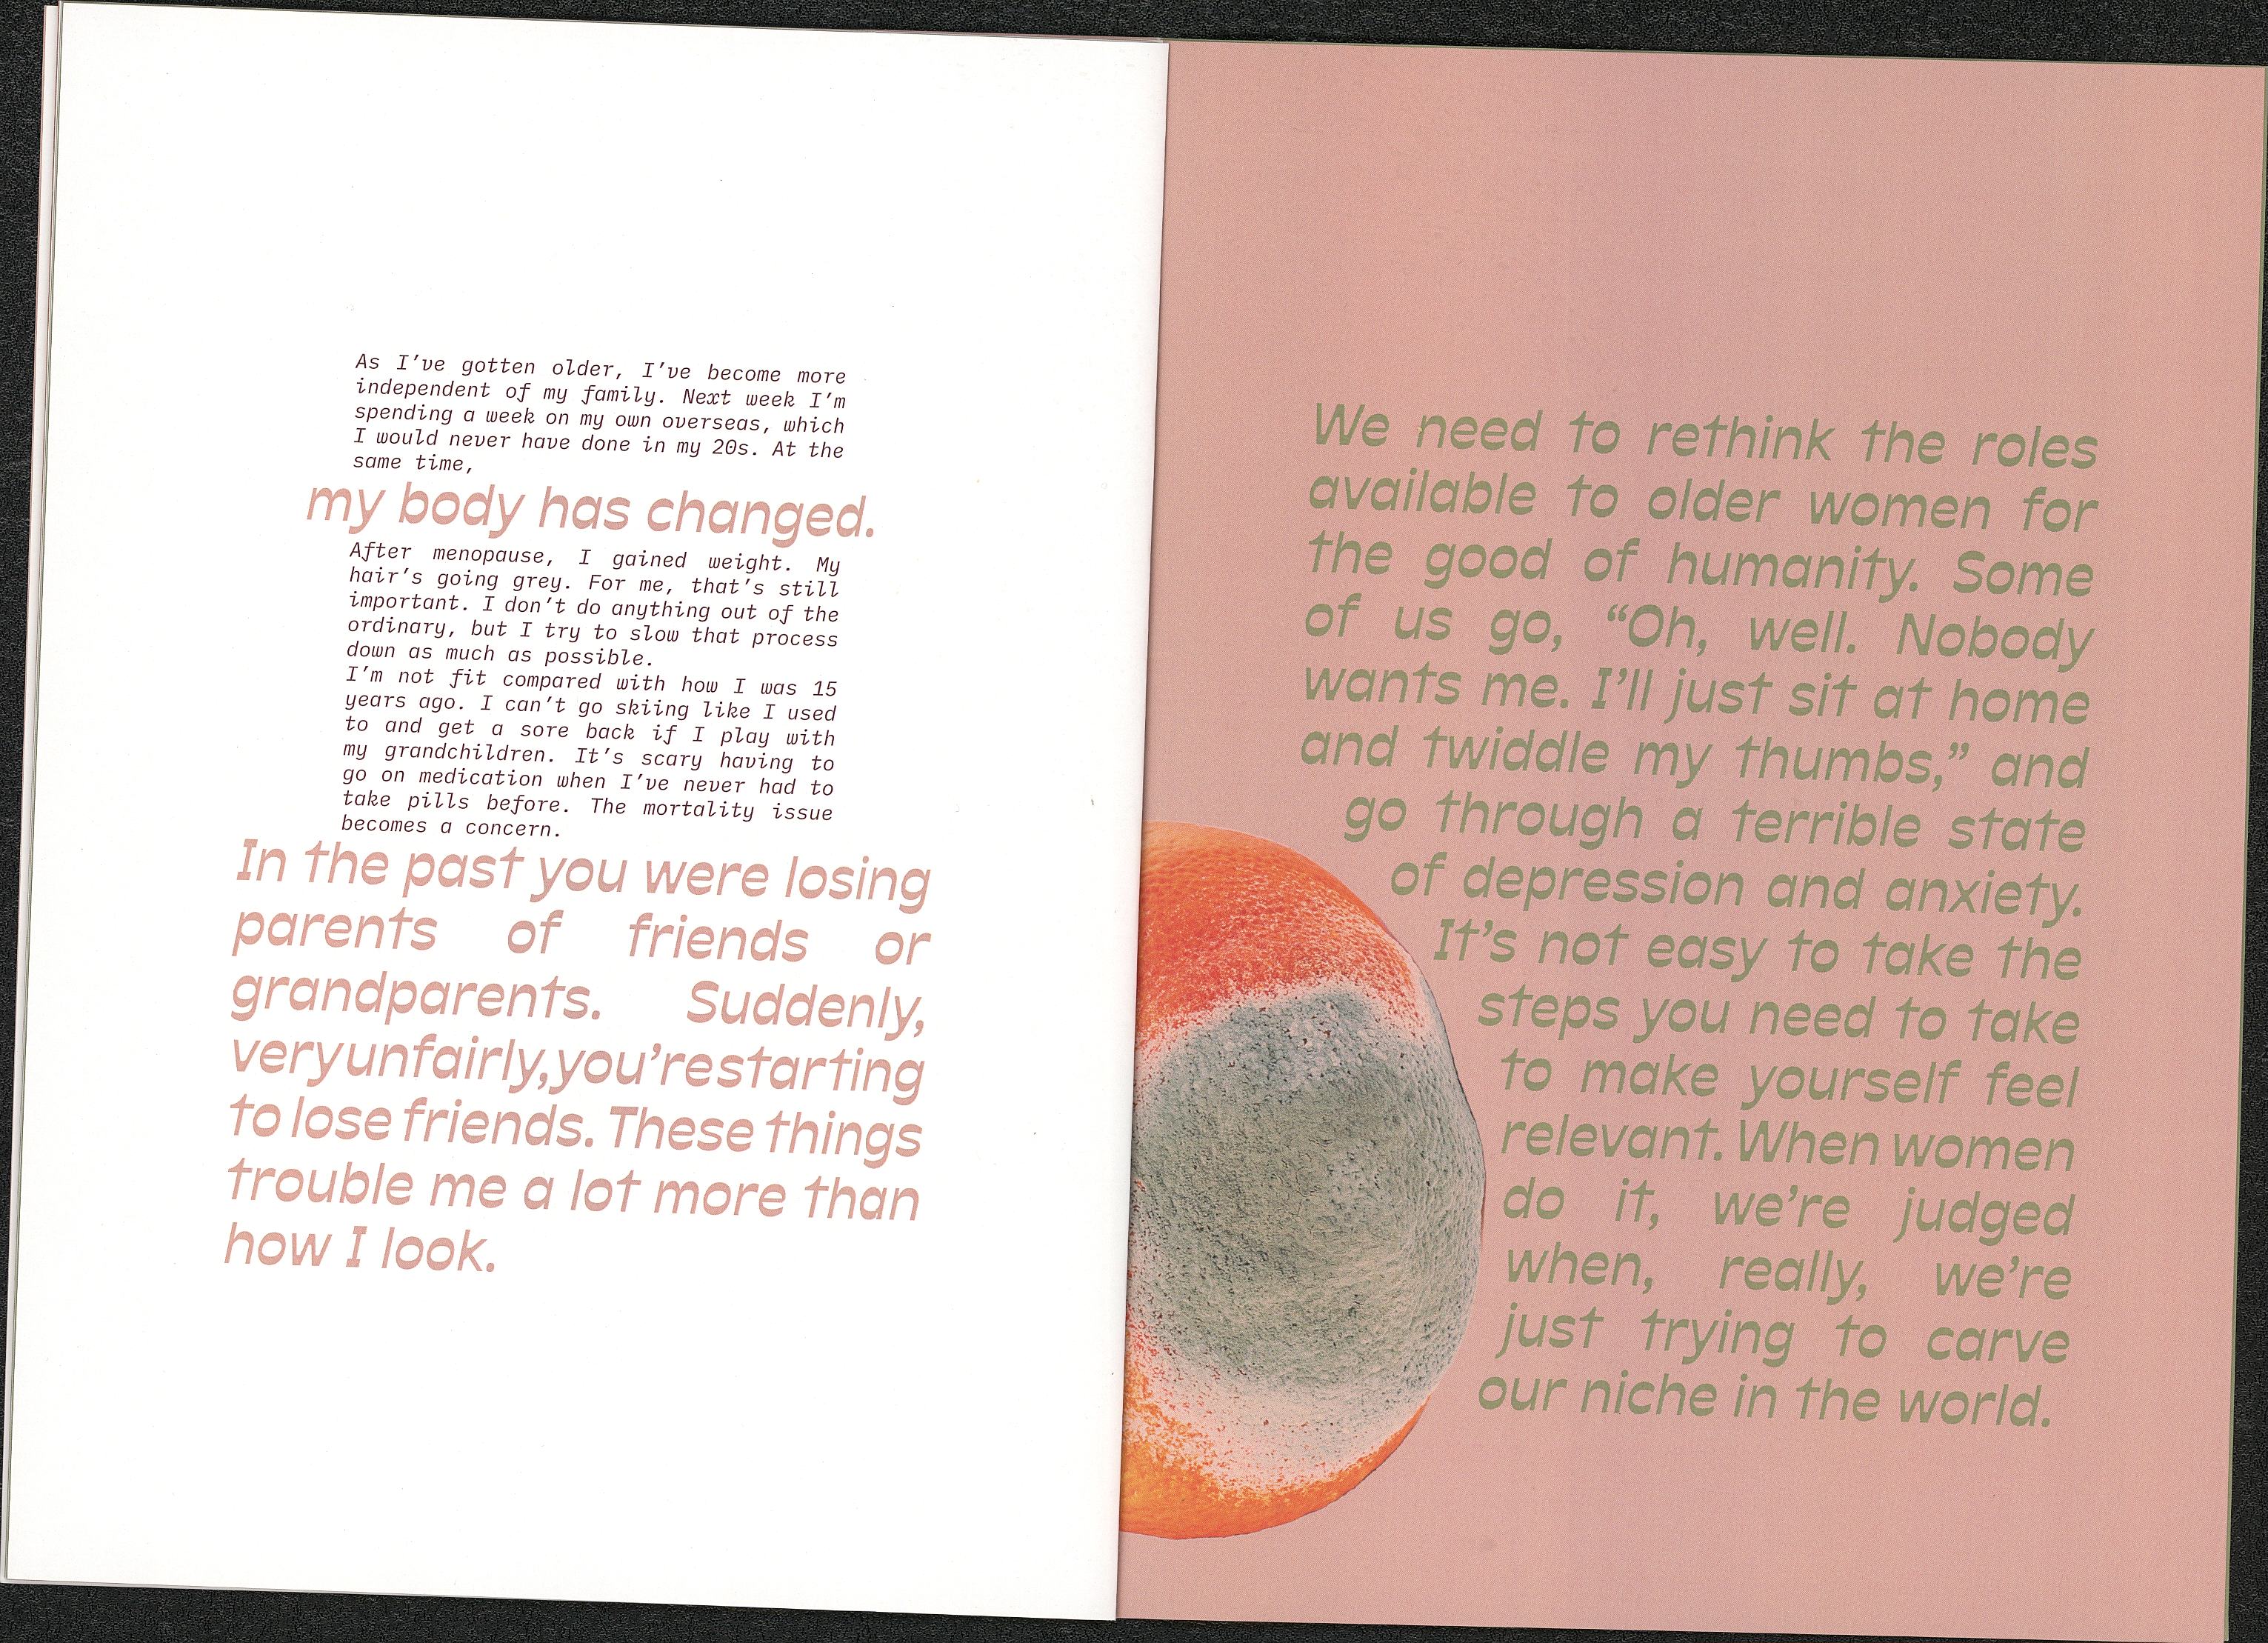 As I’ve gotten older, I’ve become more
independent of my family. Next week I’m
spending a week on my own overseas, which
I would never have done in my 20s. At the
same time,
my body has changed.
After menopause, I gained weight. My
hair’s going grey. For me, that’s still
important. I don’t do anything out of the
ordinary, but I try to slow that process
down as much as possible.
I’m not fit compared with how I was 15
years ago. I can’t go skiing like I used
to and get a sore back if I play with
my grandchildren. It’s scary having to
go on medication when I’ve never had to
take pills before. The mortality issue
becomes a concern.
In the past you were losing
parents of friends or
grandparents. Suddenly,
very unfairly, you’re starting
to lose friends. These things
trouble me a lot more than
how I look.
We need to rethink the roles
available to older women for
the good of humanity. Some
of us go, “Oh, well. Nobody
wants me. I’ll just sit at home
and twiddle my thumbs,” and
go through a terrible state
of depression and anxiety.
It’s not easy to take the
steps you need to take
to make yourself feel
relevant. When women
do it, we’re judged
when, really, we’re
just trying to carve
our niche in the world.